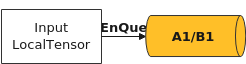 Input
LocalTensor
EnQue
A1/B1